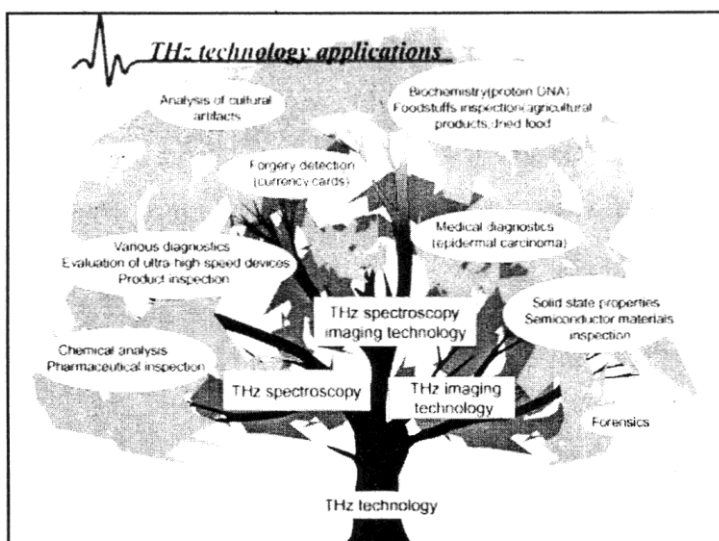 THz technology applications
Analysis of cultural
artifacts
Biochemistry(protein DNA)
Foodstuffs inspection(agricultural
products,dried food
Forgery detection
(currency cards)
Medical diagnostics
(epidermal carcinoma)
Various diagnostics
Evaluation of ultra-high speed devices
Product inspection
THz spectroscopy
imaging technology
Solid state properties
Semiconductor materials
inspection
Chemical analysis
Pharmaceutical inspection
THz spectroscopy
THz imaging
technology
Forensics
THz technology